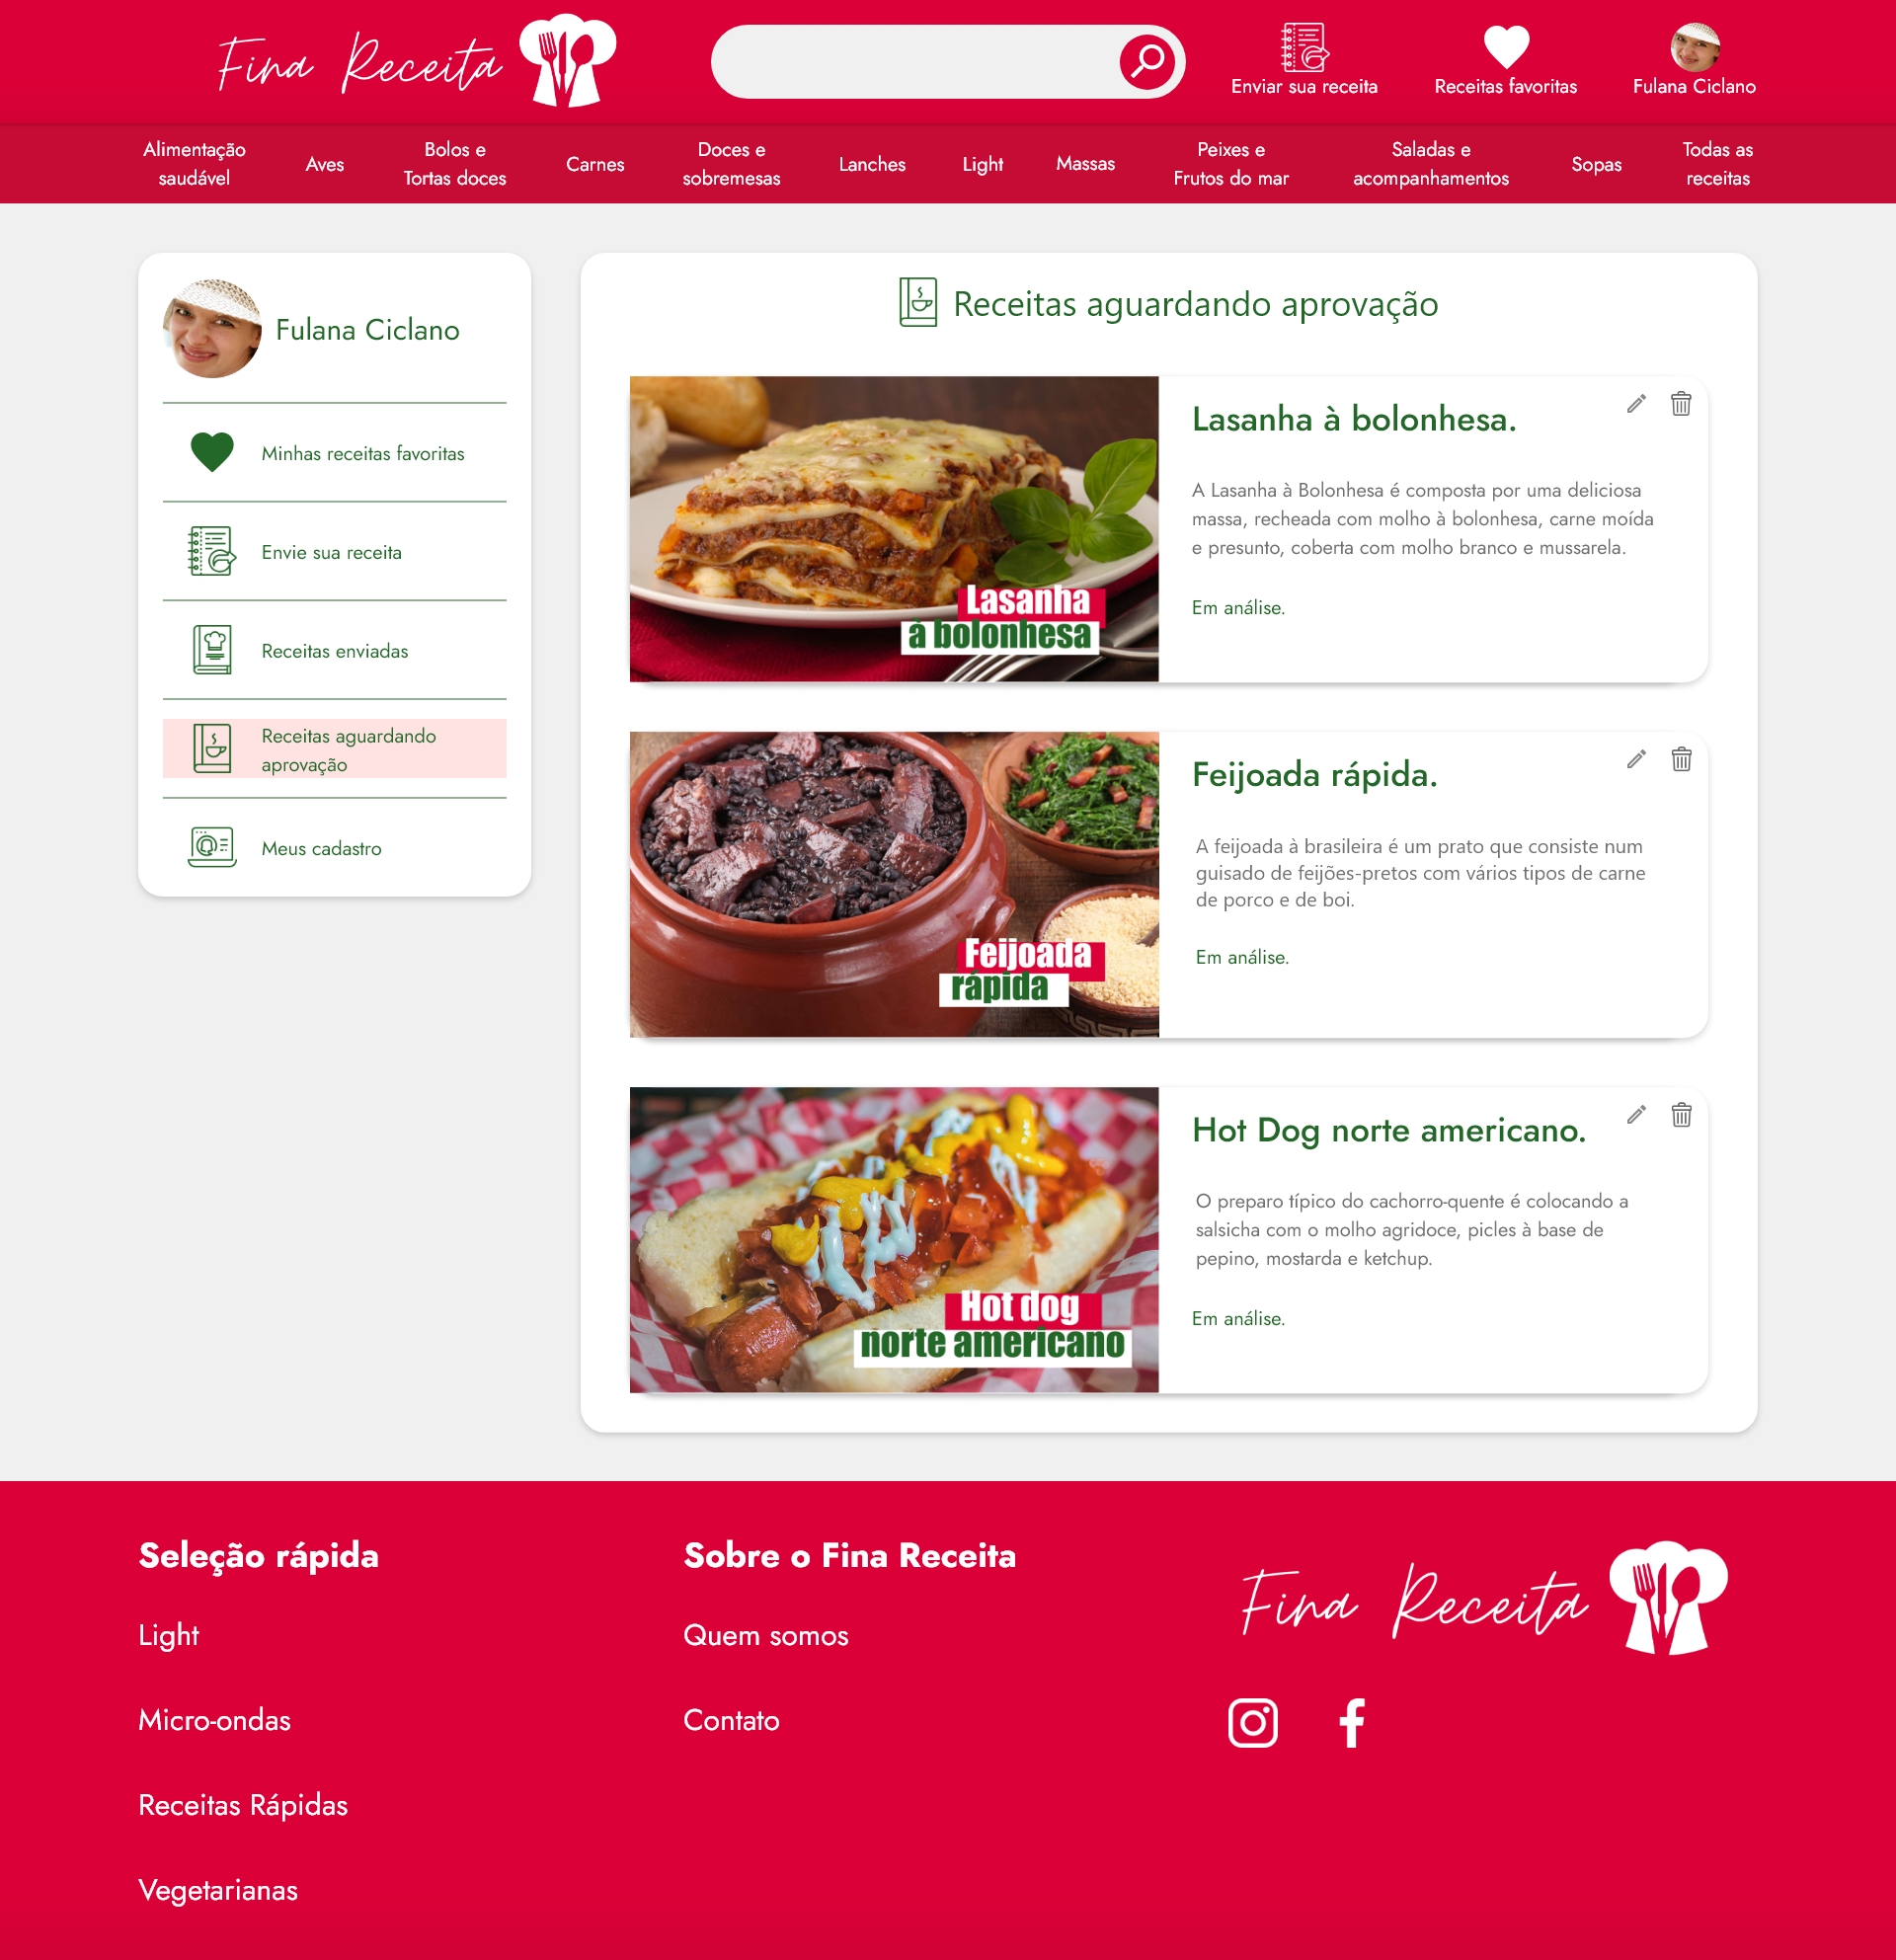 Fina Receita
Enviar sua receita
Receitas favoritas
Fulana Ciclano
Alimentação
saudável
Aves
Bolos e
Tortas doces
Carnes
Doces e
sobremesas
Lanches
Light
Massas
Peixes e
Frutos do mar
Saladas e
acompanhamentos
Sopas
Todas as
receitas
Fulana Ciclano
Minhas receitas favoritas
Envie sua receita
Receitas enviadas
Receitas aguardando
aprovação
Meus cadastro
Receitas aguardando aprovação
Lasanha
á bolonhesa
Lasanha à bolonhesa.
A Lasanha à Bolonhesa é composta por uma deliciosa
massa, recheada com molho à bolonhesa, carne moída
e presunto, coberta com molho branco e mussarela.
Em análise.
Feijoada
rápida
Feijoada rápida.
A feijoada à brasileira é um prato que consiste num
guisado de feijões-pretos com vários tipos de carne
de porco e de boi.
Em análise.
Hot dog
norte americano
Hot Dog norte americano.
O preparo típico do cachorro-quente é colocando a
salsicha com o molho agridoce, picles à base de
pepino, mostarda e ketchup.
Em análise.
Seleção rápida
Light
Micro-ondas
Receitas Rápidas
Vegetarianas
Sobre o Fina Receita
Quem somos
Contato
Fina Receita